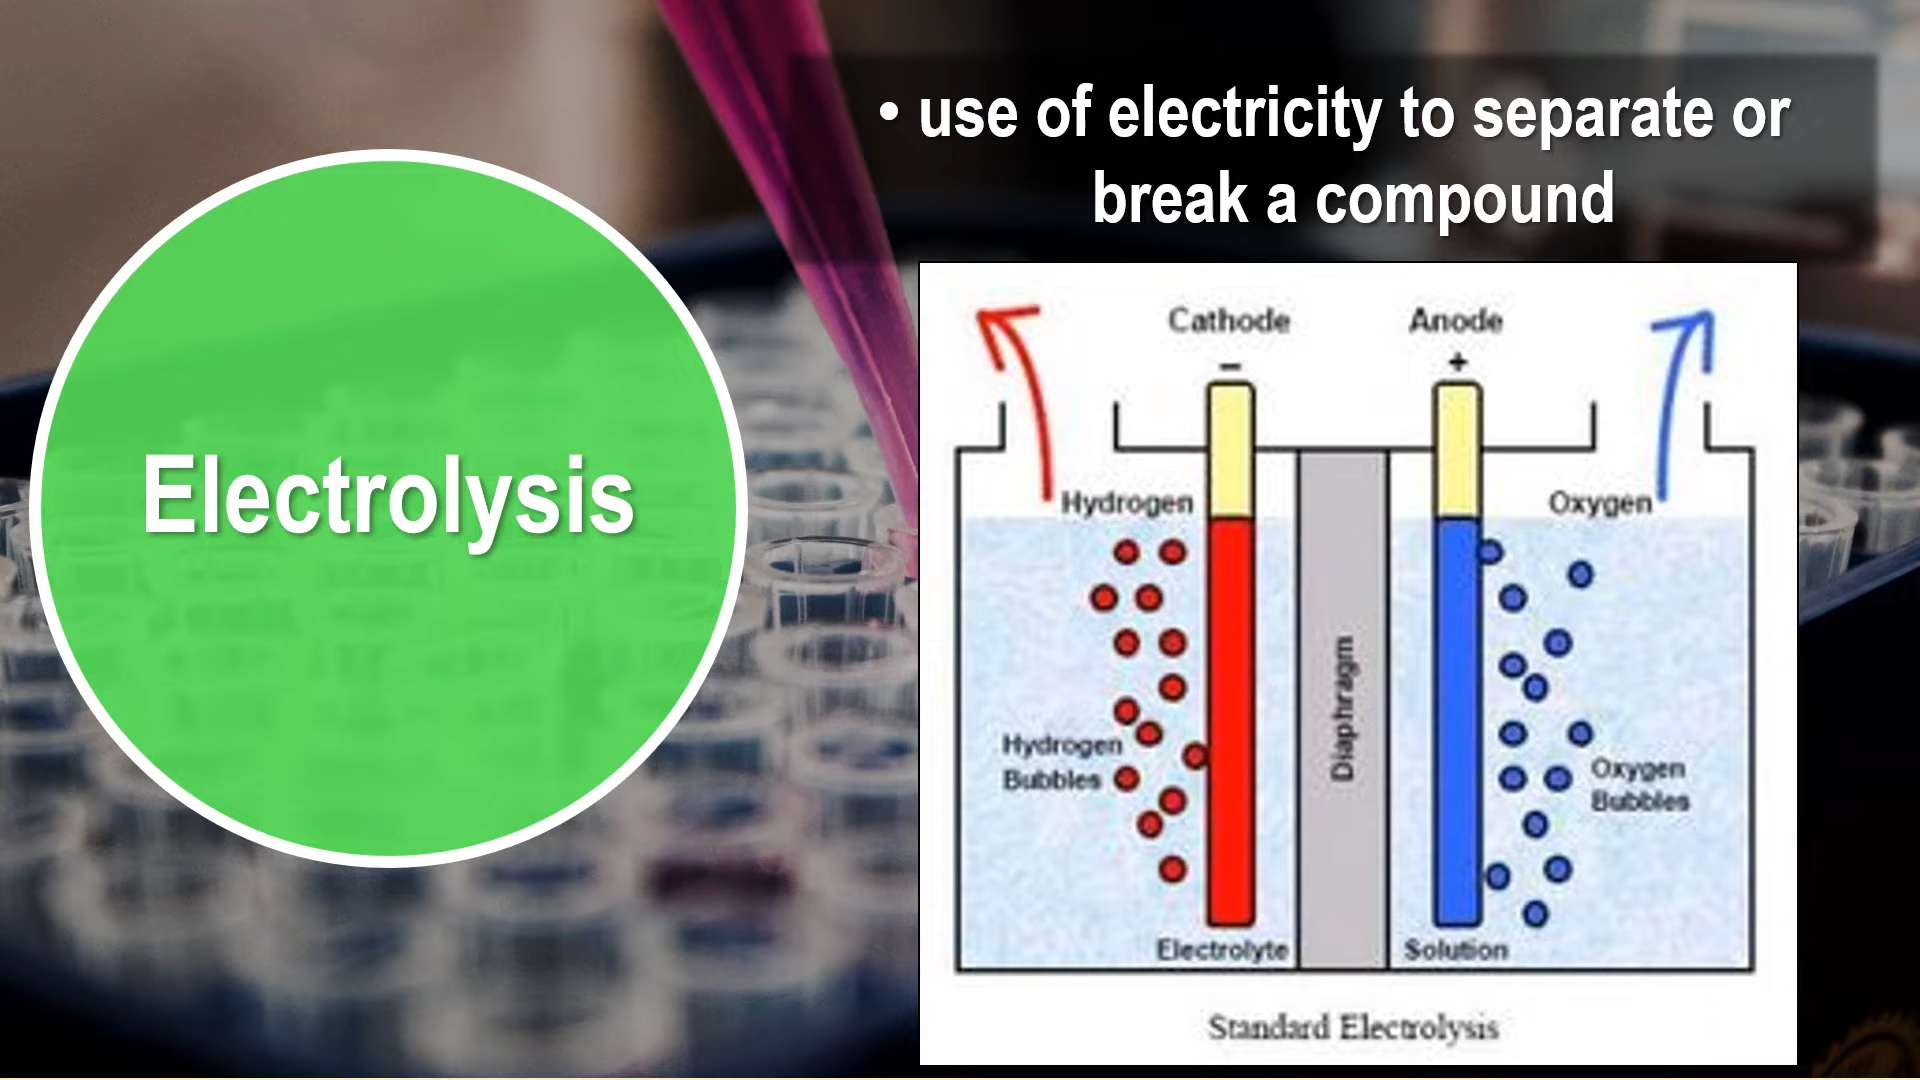 • use of electricity to separate or
break a compound
Electrolysis
Cathode
Anode
–
+
Hydrogen
Oxygen
Diaphragm
Hydrogen
Bubbles
Oxygen
Bubbles
Electrolyte
Solution
Standard Electrolysis